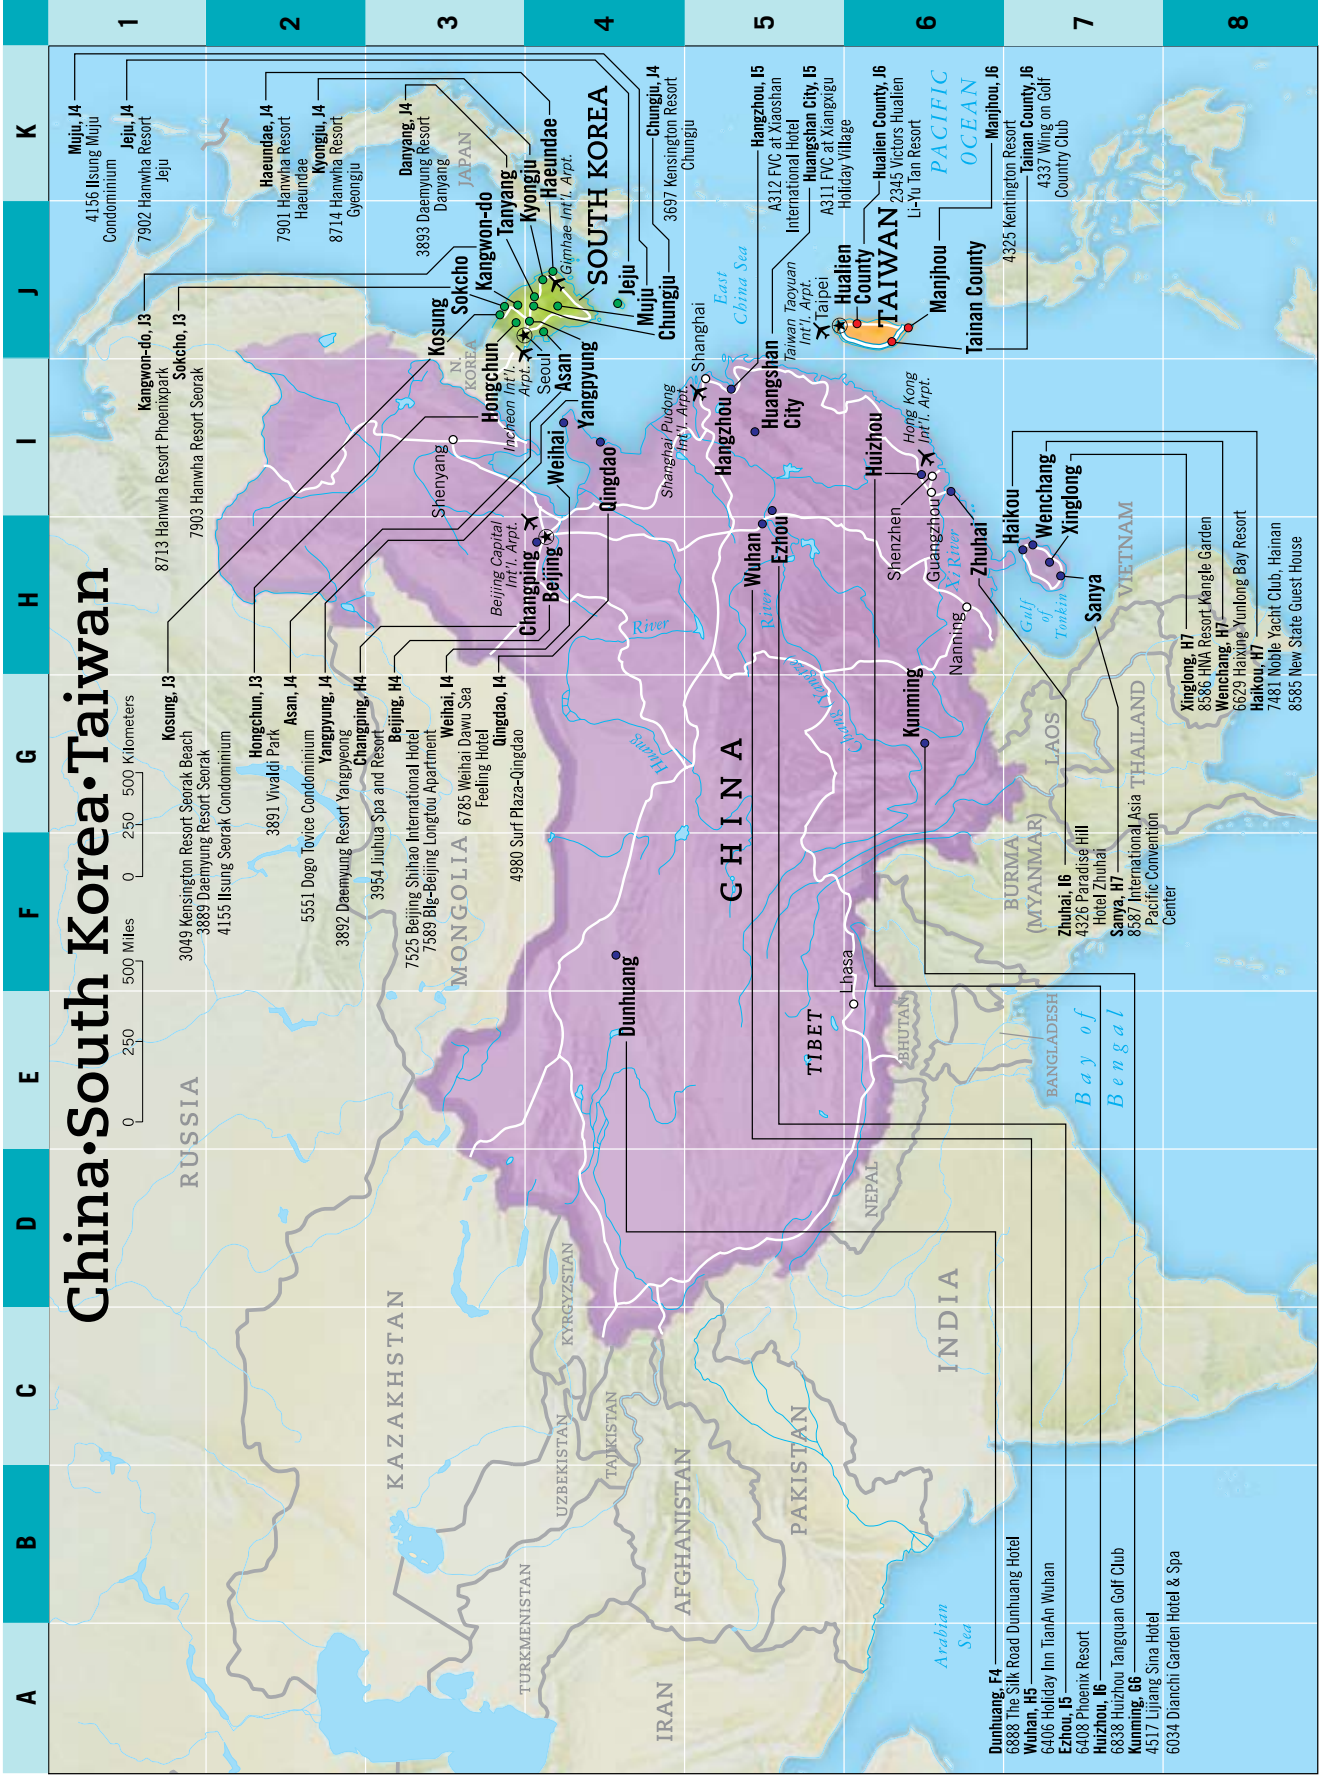 China•South Korea•Taiwan
0 250 500 Miles
0 250 500 Kilometers
A
B
C
D
E
F
G
H
I
J
K
1
2
3
4
5
6
7
8
Kosung, J3
3049 Kensington Resort Seorak Beach
3889 Daemyung Resort Seorak
4155 Ilsung Seorak Condominium
Hongchun, J3
3891 Vivaldi Park
Asan, J4
5551 Dogo Tovice Condominium
Yangpyung, J4
3892 Daemyung Resort Yangpyeong
Changping, H4
3954 Jiuhua Spa and Resort
Beijing, H4
7525 Beijing Shihao International Hotel
7589 BIg-Beijing Longtou Apartment
Weihai, I4
6785 Weihai Dawu Sea
Feeling Hotel
Qingdao, I4
4980 Surf Plaza-Qingdao
Kangwon-do, J3
8713 Hanwha Resort Phoenixpark
Sokcho, J3
7903 Hanwha Resort Seorak
Muju, J4
4156 Ilsung Muju
Condominium
Jeju, J4
7902 Hanwha Resort
Jeju
Haeundae, J4
7901 Hanwha Resort
Haeundae
Kyongju, J4
8714 Hanwha Resort
Gyeongju
Danyang, J4
3893 Daemyung Resort
Danyang
Chungju, J4
3697 Kensington Resort
Chungju
Hangzhou, I5
A312 FVC at Xiaoshan
International Hotel
Huangshan City, I5
A311 FVC at Xiangxigu
Holiday Village
Hualien County, J6
2345 Victors Hualien
Li-Yu Tan Resort
Manjhou, J6
4325 Kentington Resort
Tainan County, J6
4337 Wing on Golf
Country Club
Xinglong, H7
8586 HNA Resort Kangle Garden
Wenchang, H7
6629 Haixing Yunlong Bay Resort
Haikou, H7
7481 Noble Yacht Club, Hainan
8585 New State Guest House
Zhuhai, I6
4326 Paradise Hill
Hotel Zhuhai
Sanya, H7
8587 International Asia
Pacific Convention
Center
Dunhuang, F4
6888 The Silk Road Dunhuang Hotel
Wuhan, H5
6406 Holiday Inn TianAn Wuhan
Ezhou, I5
6408 Phoenix Resort
Huizhou, I6
6838 Huizhou Tangquan Golf Club
Kunming, G6
4517 Lijiang Sina Hotel
6034 Dianchi Garden Hotel & Spa
RUSSIA
KAZAKHSTAN
MONGOLIA
JAPAN
N.
KOREA
SOUTH KOREA
TAIWAN
CHINA
TIBET
KYRGYZSTAN
UZBEKISTAN
TAJIKISTAN
TURKMENISTAN
AFGHANISTAN
IRAN
PAKISTAN
INDIA
NEPAL
BHUTAN
BANGLADESH
BURMA
(MYANMAR)
LAOS
THAILAND
VIETNAM
PACIFIC
OCEAN
East
China Sea
Bay of
Bengal
Arabian
Sea
Gulf
of
Tonkin
Huang
River
Chang (Yangtze)
River
Xi River
Kosung
Sokcho
Kangwon-do
Tanyang
Kyongju
Haeundae
Gimhae Int'l. Arpt.
Hongchun
Incheon Int'l.
Arpt.
Seoul
Asan
Yangpyung
Jeju
Muju
Chungju
Shenyang
Beijing Capital
Int'l. Arpt.
Changping
Beijing
Weihai
Qingdao
Shanghai Pudong
Int'l. Arpt.
Shanghai
Hangzhou
Huangshan
City
Taiwan Taoyuan
Int'l. Arpt.
Taipei
Hualien
County
Manjhou
Tainan County
Wuhan
Ezhou
Huizhou
Hong Kong
Int'l. Arpt.
Shenzhen
Guangzhou
Zhuhai
Nanning
Kunming
Haikou
Wenchang
Xinglong
Sanya
Dunhuang
Lhasa